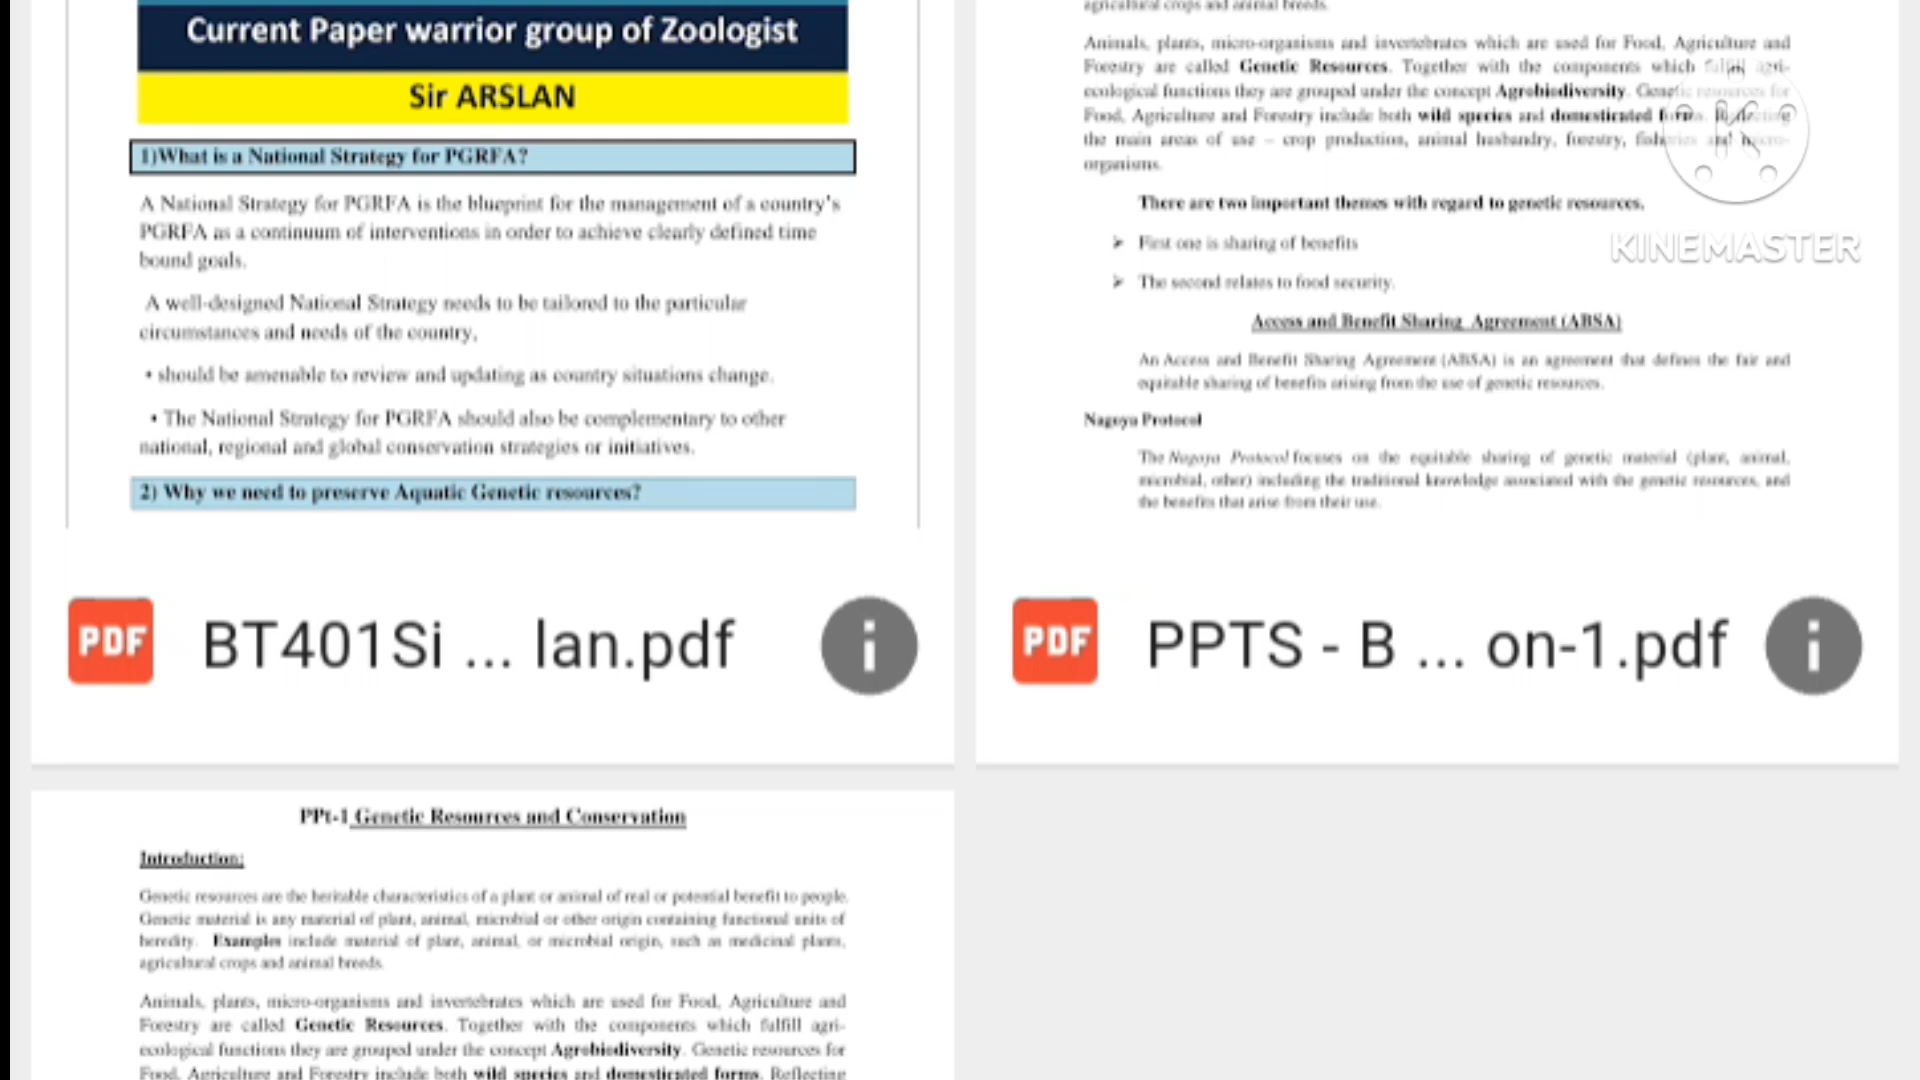 Current Paper warrior group of Zoologist
Sir ARSLAN
1)What is a National Strategy for PGRFA?
A National Strategy for PGRFA is the blueprint for the management of a country's
PGRFA as a continuum of interventions in order to achieve clearly defined time
bound goals.
A well-designed National Strategy needs to be tailored to the particular
circumstances and needs of the country,
• should be amenable to review and updating as country situations change.
• The National Strategy for PGRFA should also be complementary to other
national, regional and global conservation strategies or initiatives.
2) Why we need to preserve Aquatic Genetic resources?
PDF BT401Si ... lan.pdf i
agricultural crops and animal breeds.
Animals, plants, micro-organisms and invertebrates which are used for Food, Agriculture and
Forestry are called Genetic Resources. Together with the components which fulfill agri-
ecological functions they are grouped under the concept Agrobiodiversity. Genetic resources for
Food, Agriculture and Forestry include both wild species and domesticated forms. Reflecting
the main areas of use – crop production, animal husbandry, forestry, fisheries and micro-
organisms.
There are two important themes with regard to genetic resources.
➢ First one is sharing of benefits
➢ The second relates to food security.
Access and Benefit Sharing Agreement (ABSA)
An Access and Benefit Sharing Agreement (ABSA) is an agreement that defines the fair and
equitable sharing of benefits arising from the use of genetic resources.
Nagoya Protocol
The Nagoya Protocol focuses on the equitable sharing of genetic material (plant, animal,
microbial, other) including the traditional knowledge associated with the genetic resources, and
the benefits that arise from their use.
KINEMASTER
PDF PPTS - B ... on-1.pdf i
PPt-1 Genetic Resources and Conservation
Introduction:
Genetic resources are the heritable characteristics of a plant or animal of real or potential benefit to people.
Genetic material is any material of plant, animal, microbial or other origin containing functional units of
heredity. Examples include material of plant, animal, or microbial origin, such as medicinal plants,
agricultural crops and animal breeds.
Animals, plants, micro-organisms and invertebrates which are used for Food, Agriculture and
Forestry are called Genetic Resources. Together with the components which fulfill agri-
ecological functions they are grouped under the concept Agrobiodiversity. Genetic resources for
Food, Agriculture and Forestry include both wild species and domesticated forms. Reflecting